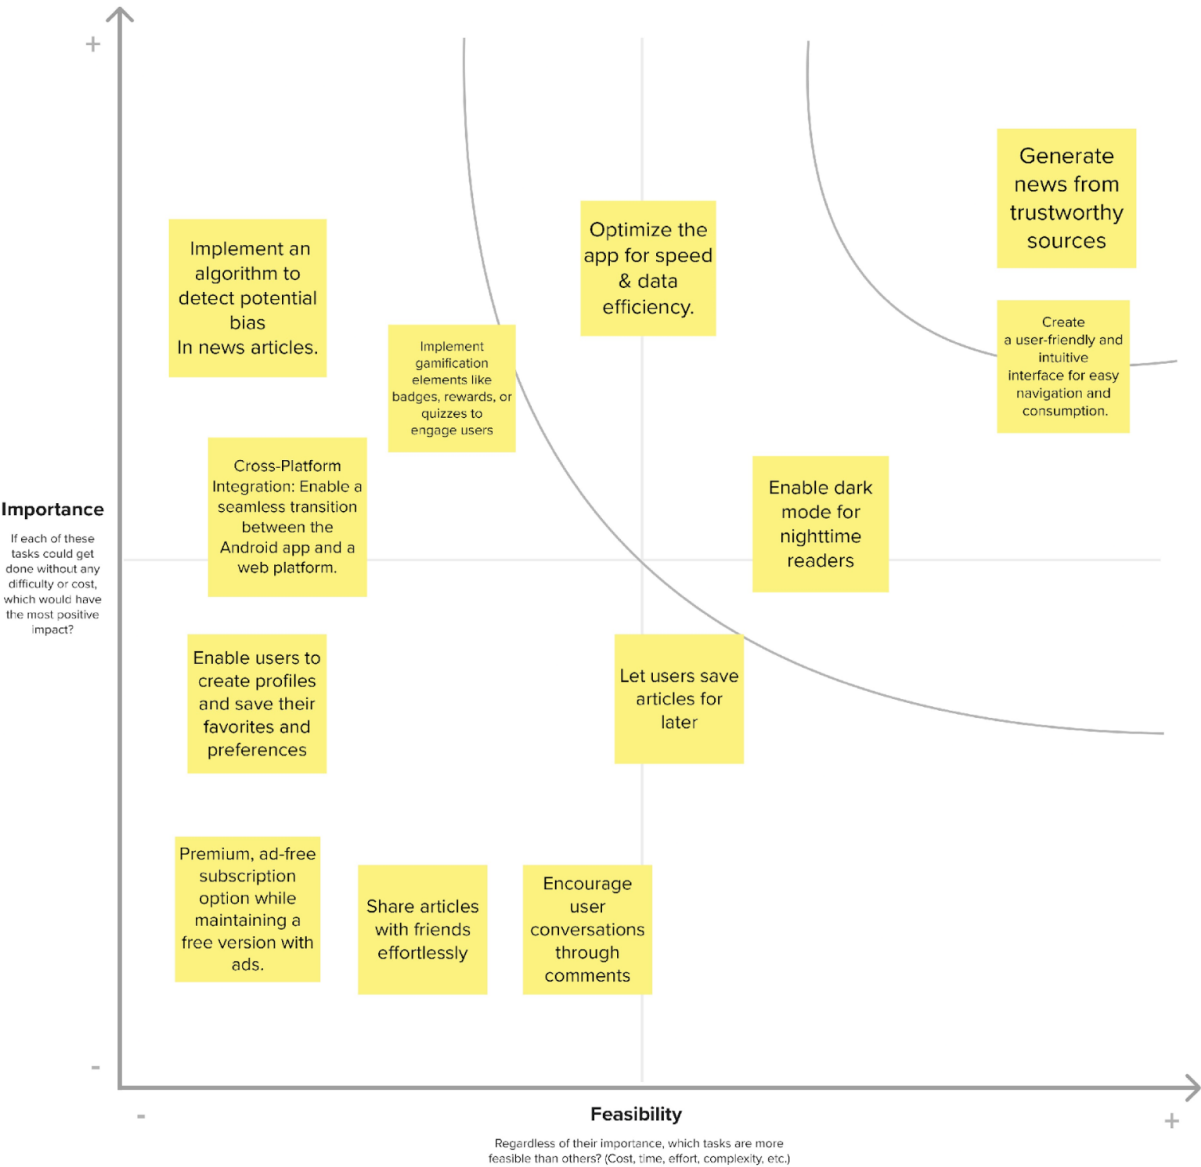 +
Generate
news from
trustworthy
sources
Implement an
algorithm to
detect potential
bias
In news articles.
Optimize the
app for speed
& data
efficiency.
Implement
gamification
elements like
badges, rewards, or
quizzes to
engage users
Create
a user-friendly and
intuitive
interface for easy
navigation and
consumption.
Cross-Platform
Integration: Enable a
seamless transition
between the
Android app and a
web platform.
Enable dark
mode for
nighttime
readers
Importance
If each of these
tasks could get
done without any
difficulty or cost,
which would have
the most positive
impact?
Enable users to
create profiles
and save their
favorites and
preferences
Let users save
articles for
later
Premium, ad-free
subscription
option while
maintaining a
free version with
ads.
Share articles
with friends
effortlessly
Encourage
user
conversations
through
comments
-
-
Feasibility
+
Regardless of their importance, which tasks are more
feasible than others? (Cost, time, effort, complexity, etc.)